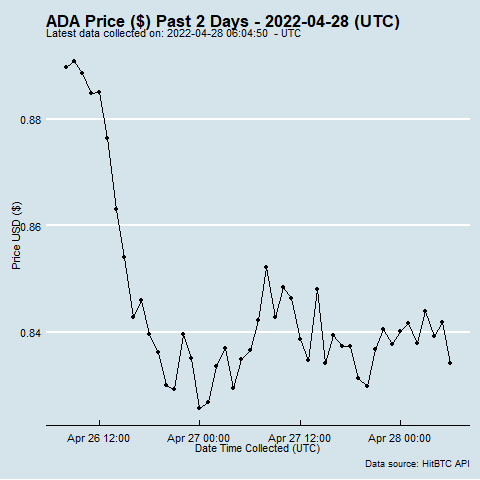 ADA Price ($) Past 2 Days - 2022-04-28 (UTC)
Latest data collected on: 2022-04-28 06:04:50 - UTC
0.88
0.86
0.84
Price USD ($)
Apr 26 12:00 Apr 27 00:00 Apr 27 12:00 Apr 28 00:00
Date Time Collected (UTC)
Data source: HitBTC API